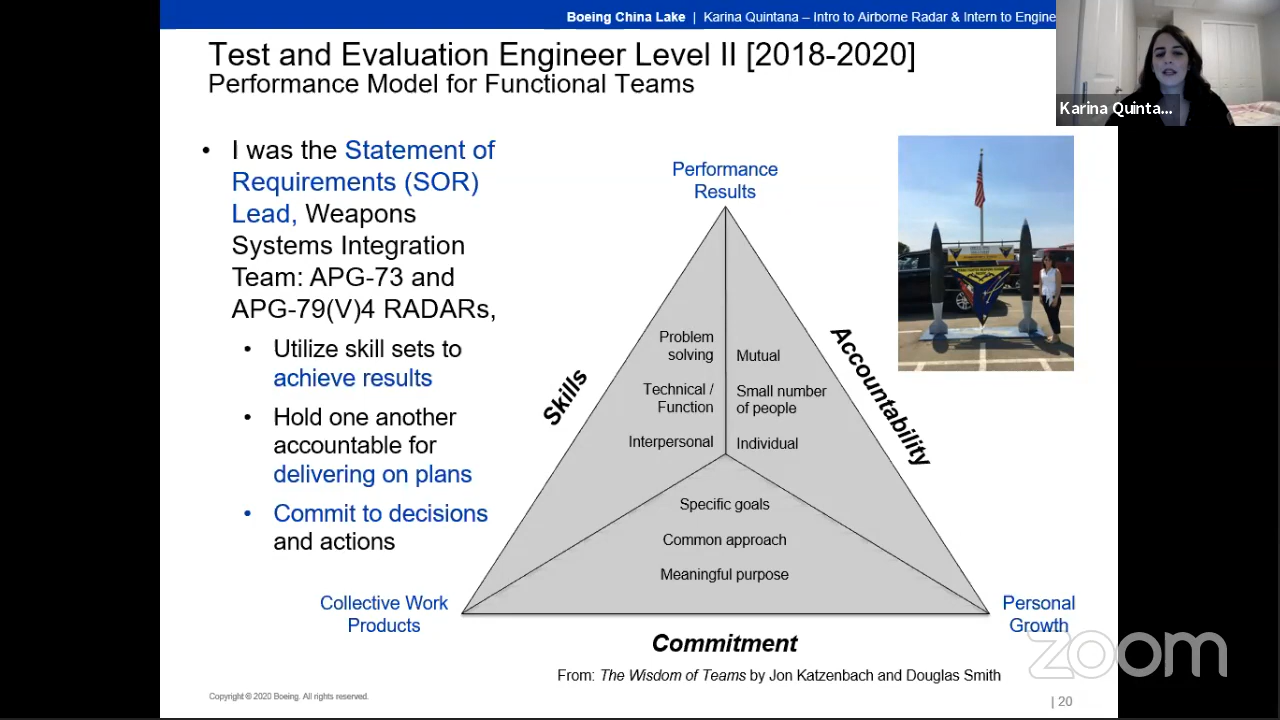 Boeing China Lake | Karina Quintana – Intro to Airborne Radar & Intern to Engine
Test and Evaluation Engineer Level II [2018-2020]
Performance Model for Functional Teams
Karina Quinta...
• I was the Statement of
Requirements (SOR)
Lead, Weapons
Systems Integration
Team: APG-73 and
APG-79(V)4 RADARs,
• Utilize skill sets to
achieve results
• Hold one another
accountable for
delivering on plans
• Commit to decisions
and actions
Performance
Results
Skills
Problem
solving
Technical /
Function
Interpersonal
Mutual
Small number
of people
Individual
Accountability
Specific goals
Common approach
Meaningful purpose
Collective Work
Products
Personal
Growth
Commitment
From: The Wisdom of Teams by Jon Katzenbach and Douglas Smith
Copyright © 2020 Boeing. All rights reserved.
| 20
zoom